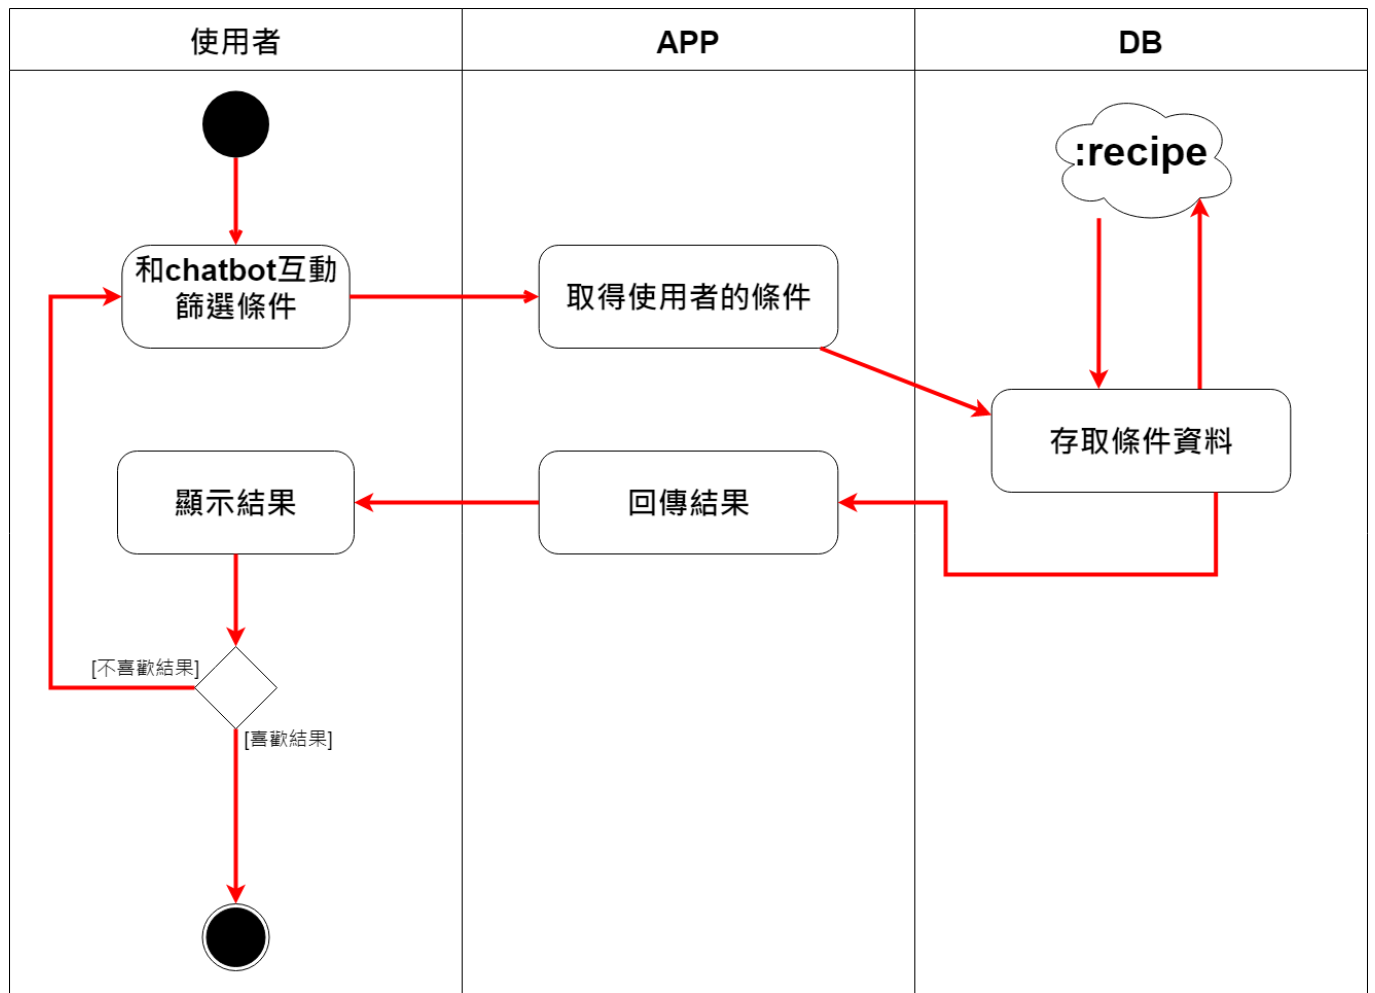 使用者
APP
DB
:recipe
和chatbot互動
篩選條件
取得使用者的條件
存取條件資料
顯示結果
回傳結果
[不喜歡結果]
[喜歡結果]